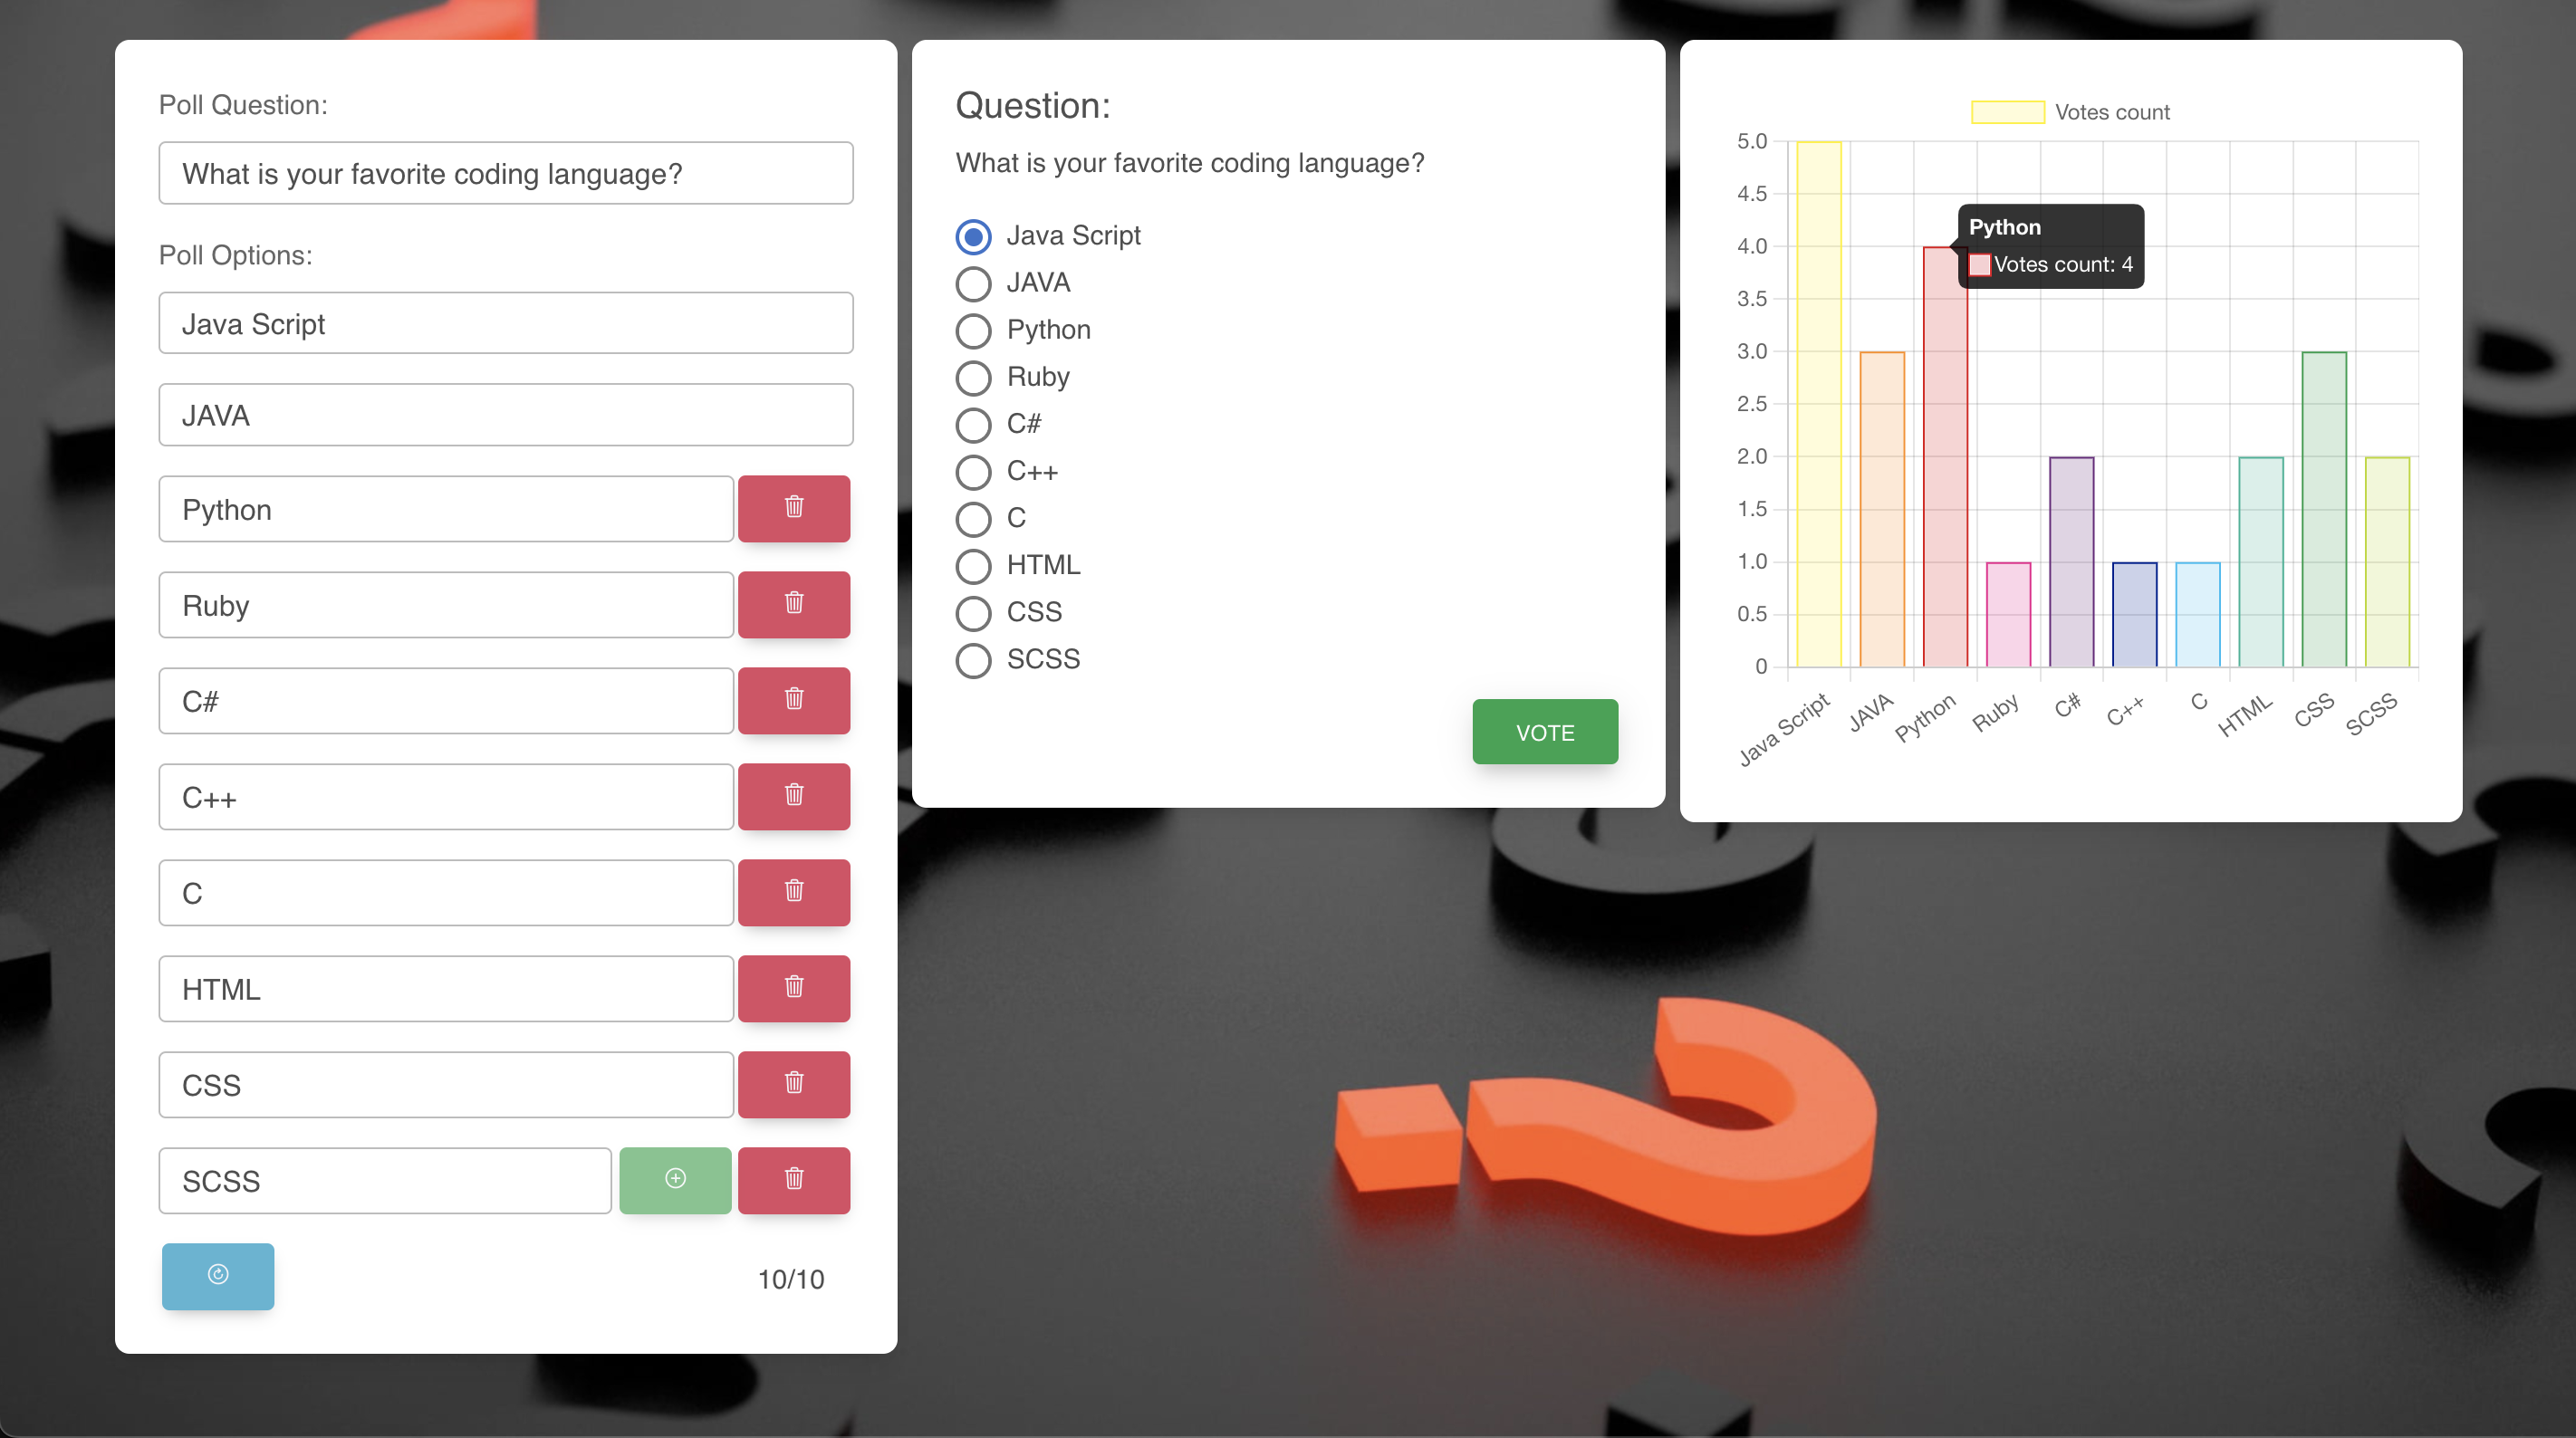 Poll Question:
What is your favorite coding language?
Poll Options:
Java Script
JAVA
Python
Ruby
C#
C++
C
HTML
CSS
SCSS
10/10
Question:
What is your favorite coding language?
Java Script
JAVA
Python
Ruby
C#
C++
C
HTML
CSS
SCSS
VOTE
Votes count
5.0
4.5
4.0
3.5
3.0
2.5
2.0
1.5
1.0
0.5
0
Python
Votes count: 4
Java Script
JAVA
Python
Ruby
C#
C++
C
HTML
CSS
SCSS